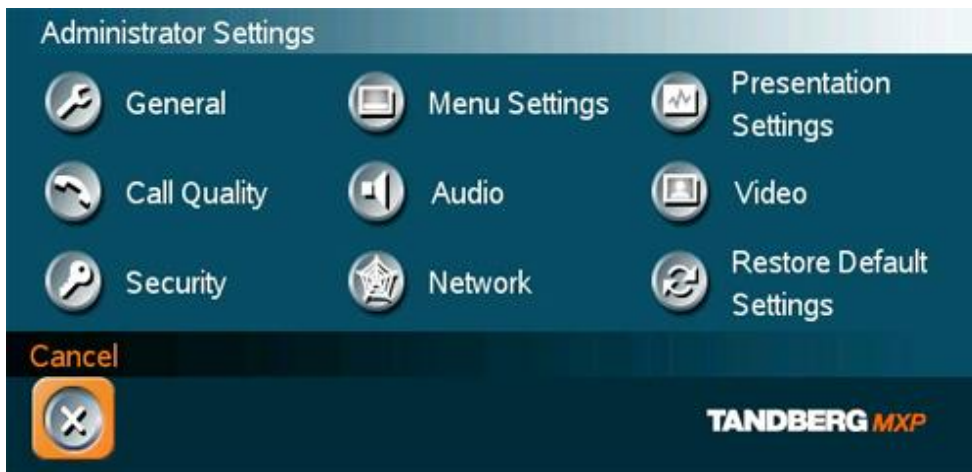 Administrator Settings
General
Menu Settings
Presentation
Settings
Call Quality
Audio
Video
Security
Network
Restore Default
Settings
Cancel
TANDBERG MXP